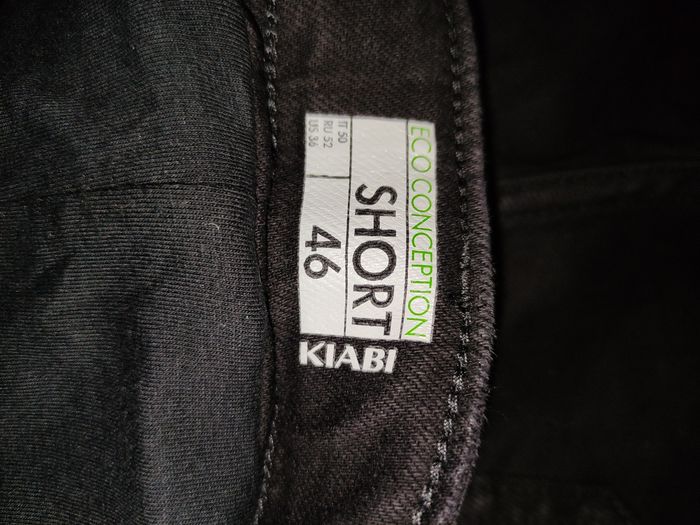 ECO CONCEPTION
SHORT
IT 50
RU 52
US 36
46
KIABI